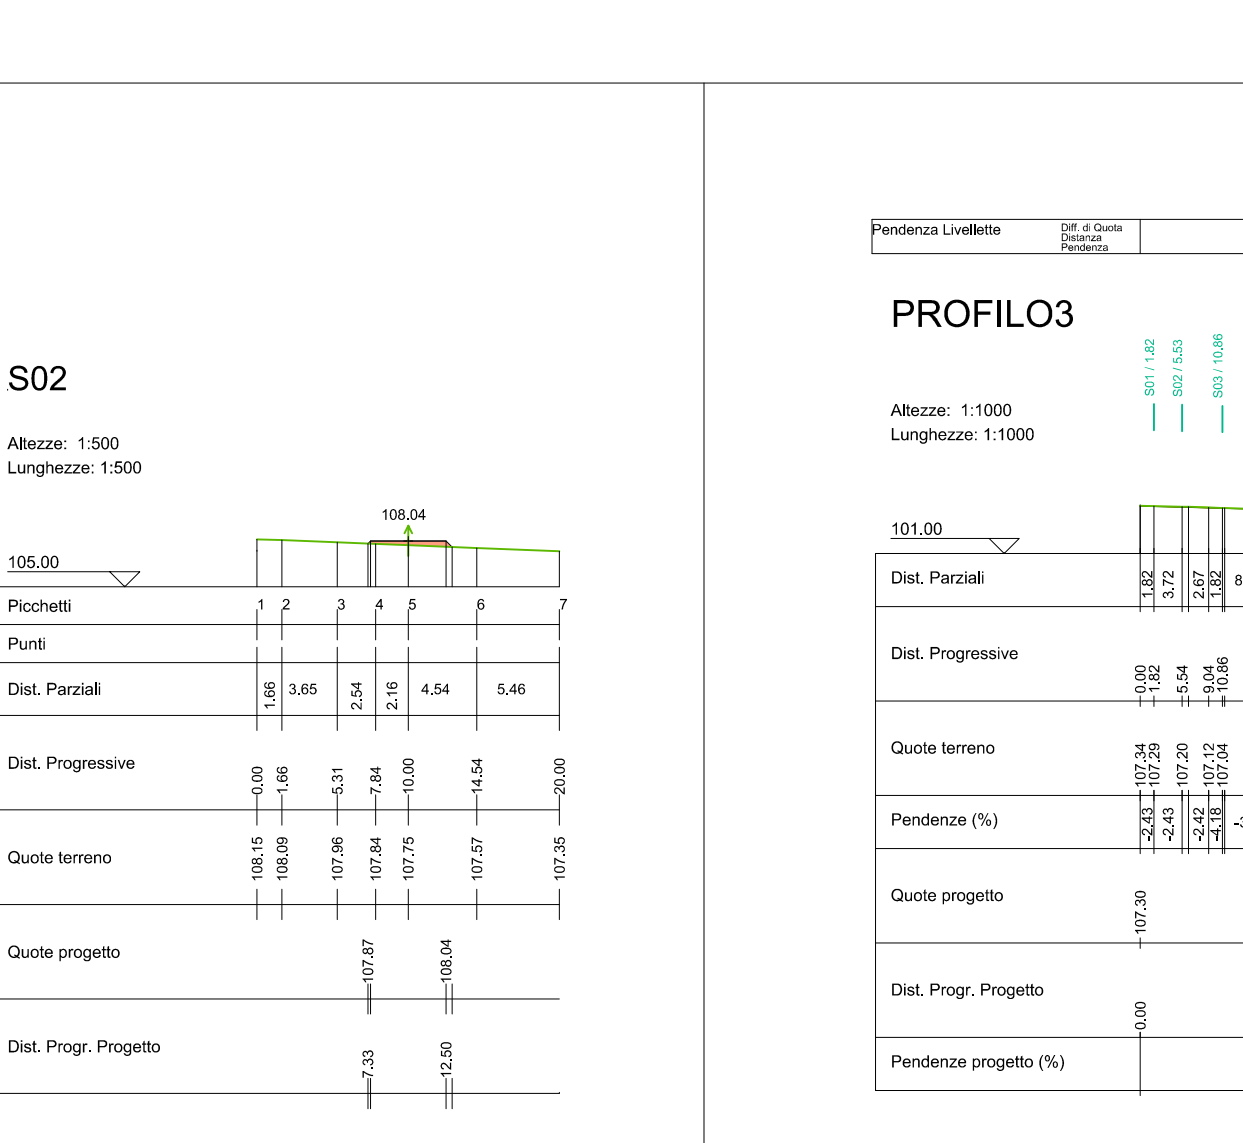 S02
Altezze: 1:500
Lunghezze: 1:500
108.04
105.00
Picchetti 1 2 3 4 5 6 7
Punti
Dist. Parziali 1.66 3.65 2.54 2.16 4.54 5.46
Dist. Progressive 0.00 1.66 5.31 7.84 10.00 14.54 20.00
Quote terreno 108.15 108.09 107.96 107.84 107.75 107.57 107.35
Quote progetto 107.87 108.04
Dist. Progr. Progetto 7.33 12.50
Pendenza Livellette
Diff. di Quota
Distanza
Pendenza
PROFILO3
S01 / 1.82
S02 / 5.53
S03 / 10.86
Altezze: 1:1000
Lunghezze: 1:1000
101.00
Dist. Parziali 1.82 3.72 2.67 1.82 8
Dist. Progressive 0.00 1.82 5.54 9.04 10.86
Quote terreno 107.34 107.29 107.20 107.12 107.04
Pendenze (%) -2.43 -2.43 -2.42 -4.18
Quote progetto 107.30
Dist. Progr. Progetto 0.00
Pendenze progetto (%)